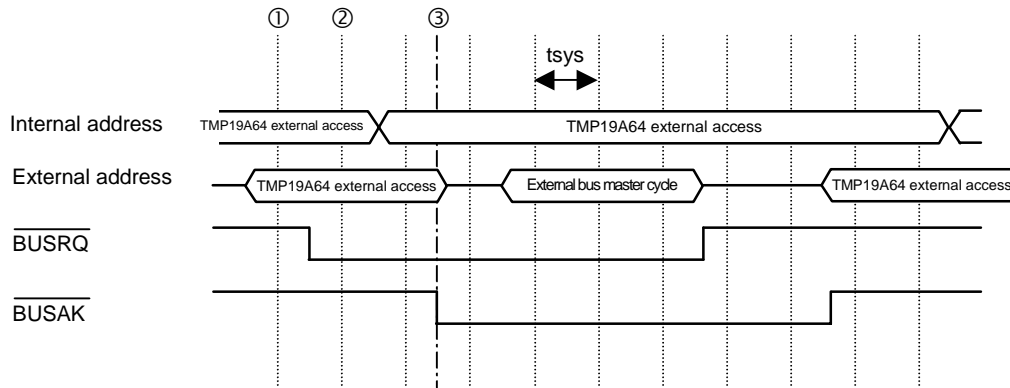 ① ② ③
tsys
Internal address TMP19A64 external access TMP19A64 external access
External address TMP19A64 external access External bus master cycle TMP19A64 external access
BUSRQ
BUSAK